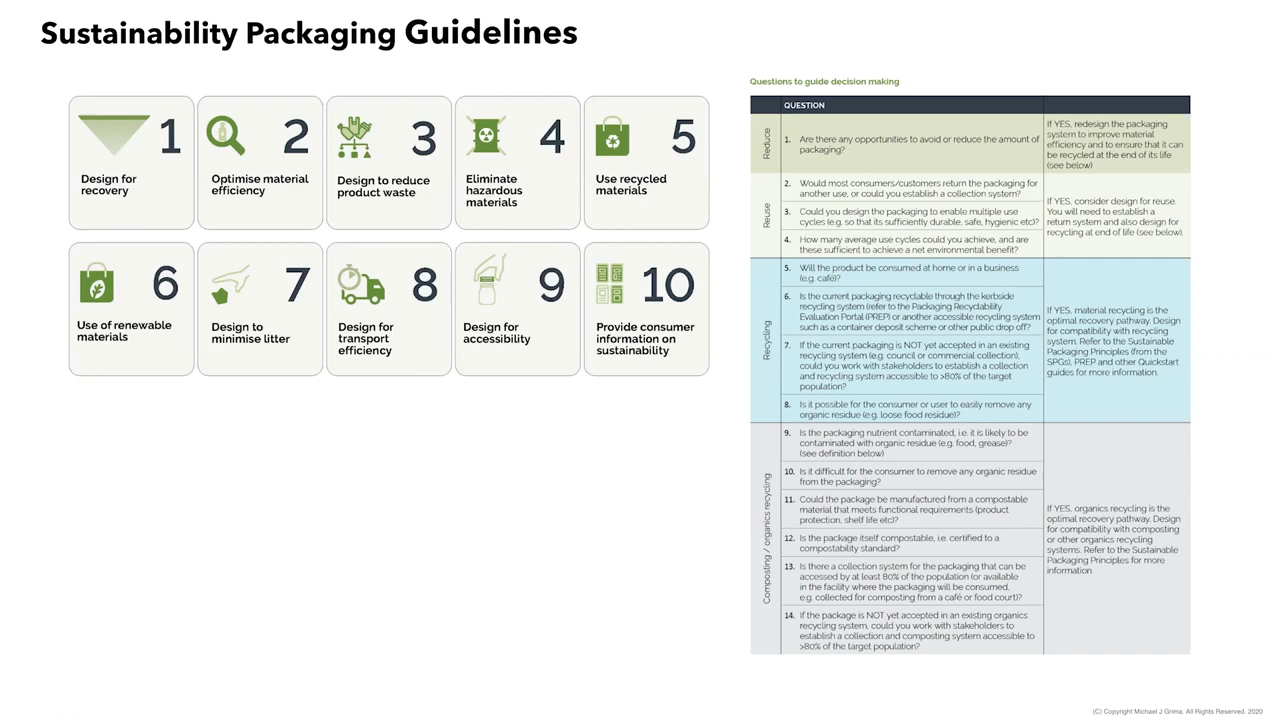 Sustainability Packaging Guidelines
1
Design for
recovery
2
Optimise material
efficiency
3
Design to reduce
product waste
4
Eliminate
hazardous
materials
5
Use recycled
materials
6
Use of renewable
materials
7
Design to
minimise litter
8
Design for
transport
efficiency
9
Design for
accessibility
10
Provide consumer
information on
sustainability
Questions to guide decision making
QUESTION
Reduce
1. Are there any opportunities to avoid or reduce the amount of
packaging?
If YES, redesign the packaging
system to improve material
efficiency and to ensure that it can
be recycled at the end of its life
(see below)
Reuse
2. Would most consumers/customers return the packaging for
another use, or could you establish a collection system?
3. Could you design the packaging to enable multiple use
cycles (e.g. so that its sufficiently durable, safe, hygienic etc)?
4. How many average use cycles could you achieve, and are
these sufficient to achieve a net environmental benefit?
If YES, consider design for reuse.
You will need to establish a
return system and also design for
recycling at end of life (see below).
Recycling
5. Will the product be consumed at home or in a business
(e.g. café)?
6. Is the current packaging recyclable through the kerbside
recycling system (refer to the Packaging Recyclability
Evaluation Portal (PREP) or another accessible recycling system
such as a container deposit scheme or other public drop off?
7. If the current packaging is NOT yet accepted in an existing
recycling system (e.g. council or commercial collection),
could you work with stakeholders to establish a collection
and recycling system accessible to >80% of the target
population?
8. Is it possible for the consumer or user to easily remove any
organic residue (e.g. loose food residue)?
If YES, material recycling is the
optimal recovery pathway. Design
for compatibility with recycling
system. Refer to the Sustainable
Packaging Principles (from the
SPGs), PREP and other Quickstart
guides for more information.
Composting / organics recycling
9. Is the packaging nutrient contaminated, i.e. it is likely to be
contaminated with organic residue (e.g. food, grease)?
(see definition below)
10. Is it difficult for the consumer to remove any organic residue
from the packaging?
11. Could the package be manufactured from a compostable
material that meets functional requirements (product
protection, shelf life etc)?
12. Is the package itself compostable, i.e. certified to a
compostability standard?
13. Is there a collection system for the packaging that can be
accessed by at least 80% of the population (or available
in the facility where the packaging will be consumed,
e.g. collected for composting from a café or food court)?
14. If the package is NOT yet accepted in an existing organics
recycling system, could you work with stakeholders to
establish a collection and composting system accessible to
>80% of the target population?
If YES, organics recycling is the
optimal recovery pathway. Design
for compatibility with composting
or other organics recycling
systems. Refer to the Sustainable
Packaging Principles for more
information.
(C) Copyright Michael J Grima. All Rights Reserved. 2020